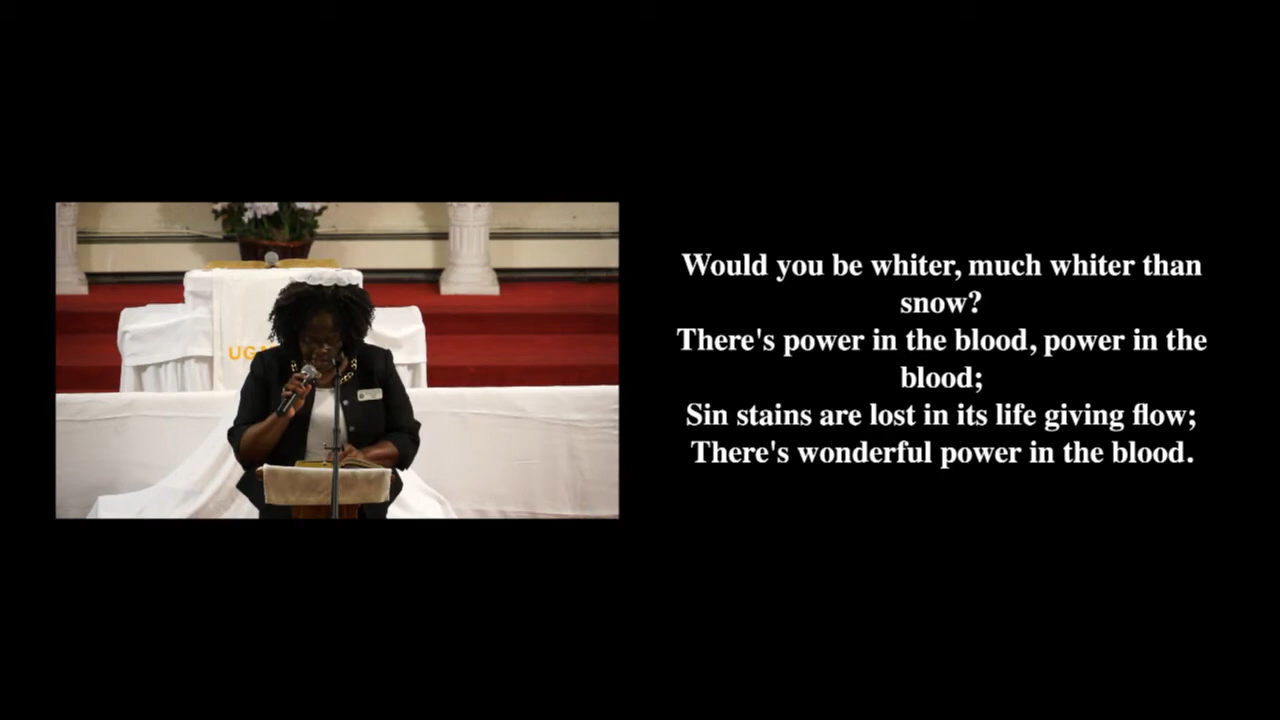 UG
Would you be whiter, much whiter than
snow?
There's power in the blood, power in the
blood;
Sin stains are lost in its life giving flow;
There's wonderful power in the blood.